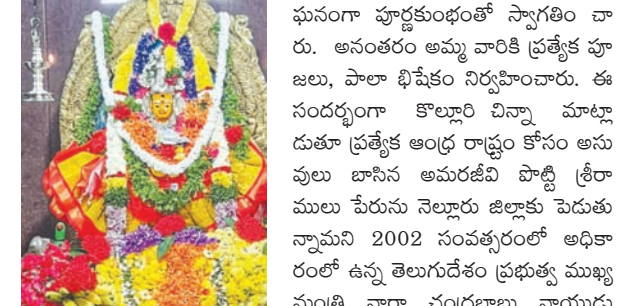 ఘనంగా పూర్ణకుంభంతో స్వాగతిం చా
రు. అనంతరం అమ్మ వారికి ప్రత్యేక పూ
జలు, పాలా భిషేకం నిర్వహించారు. ఈ
సందర్భంగా కొల్లూరి చిన్నా మాట్లా
డుతూ ప్రత్యేక ఆంధ్ర రాష్ట్రం కోసం అసు
వులు బాసిన అమరజీవి పొట్టి శ్రీరా
ములు పేరును నెల్లూరు జిల్లాకు పెడుతు
న్నామని 2002 సంవత్సరంలో అధికా
రంలో ఉన్న తెలుగుదేశం ప్రభుత్వ ముఖ్య
మంత్రి నారా చంద్రబాబు నాయుడు